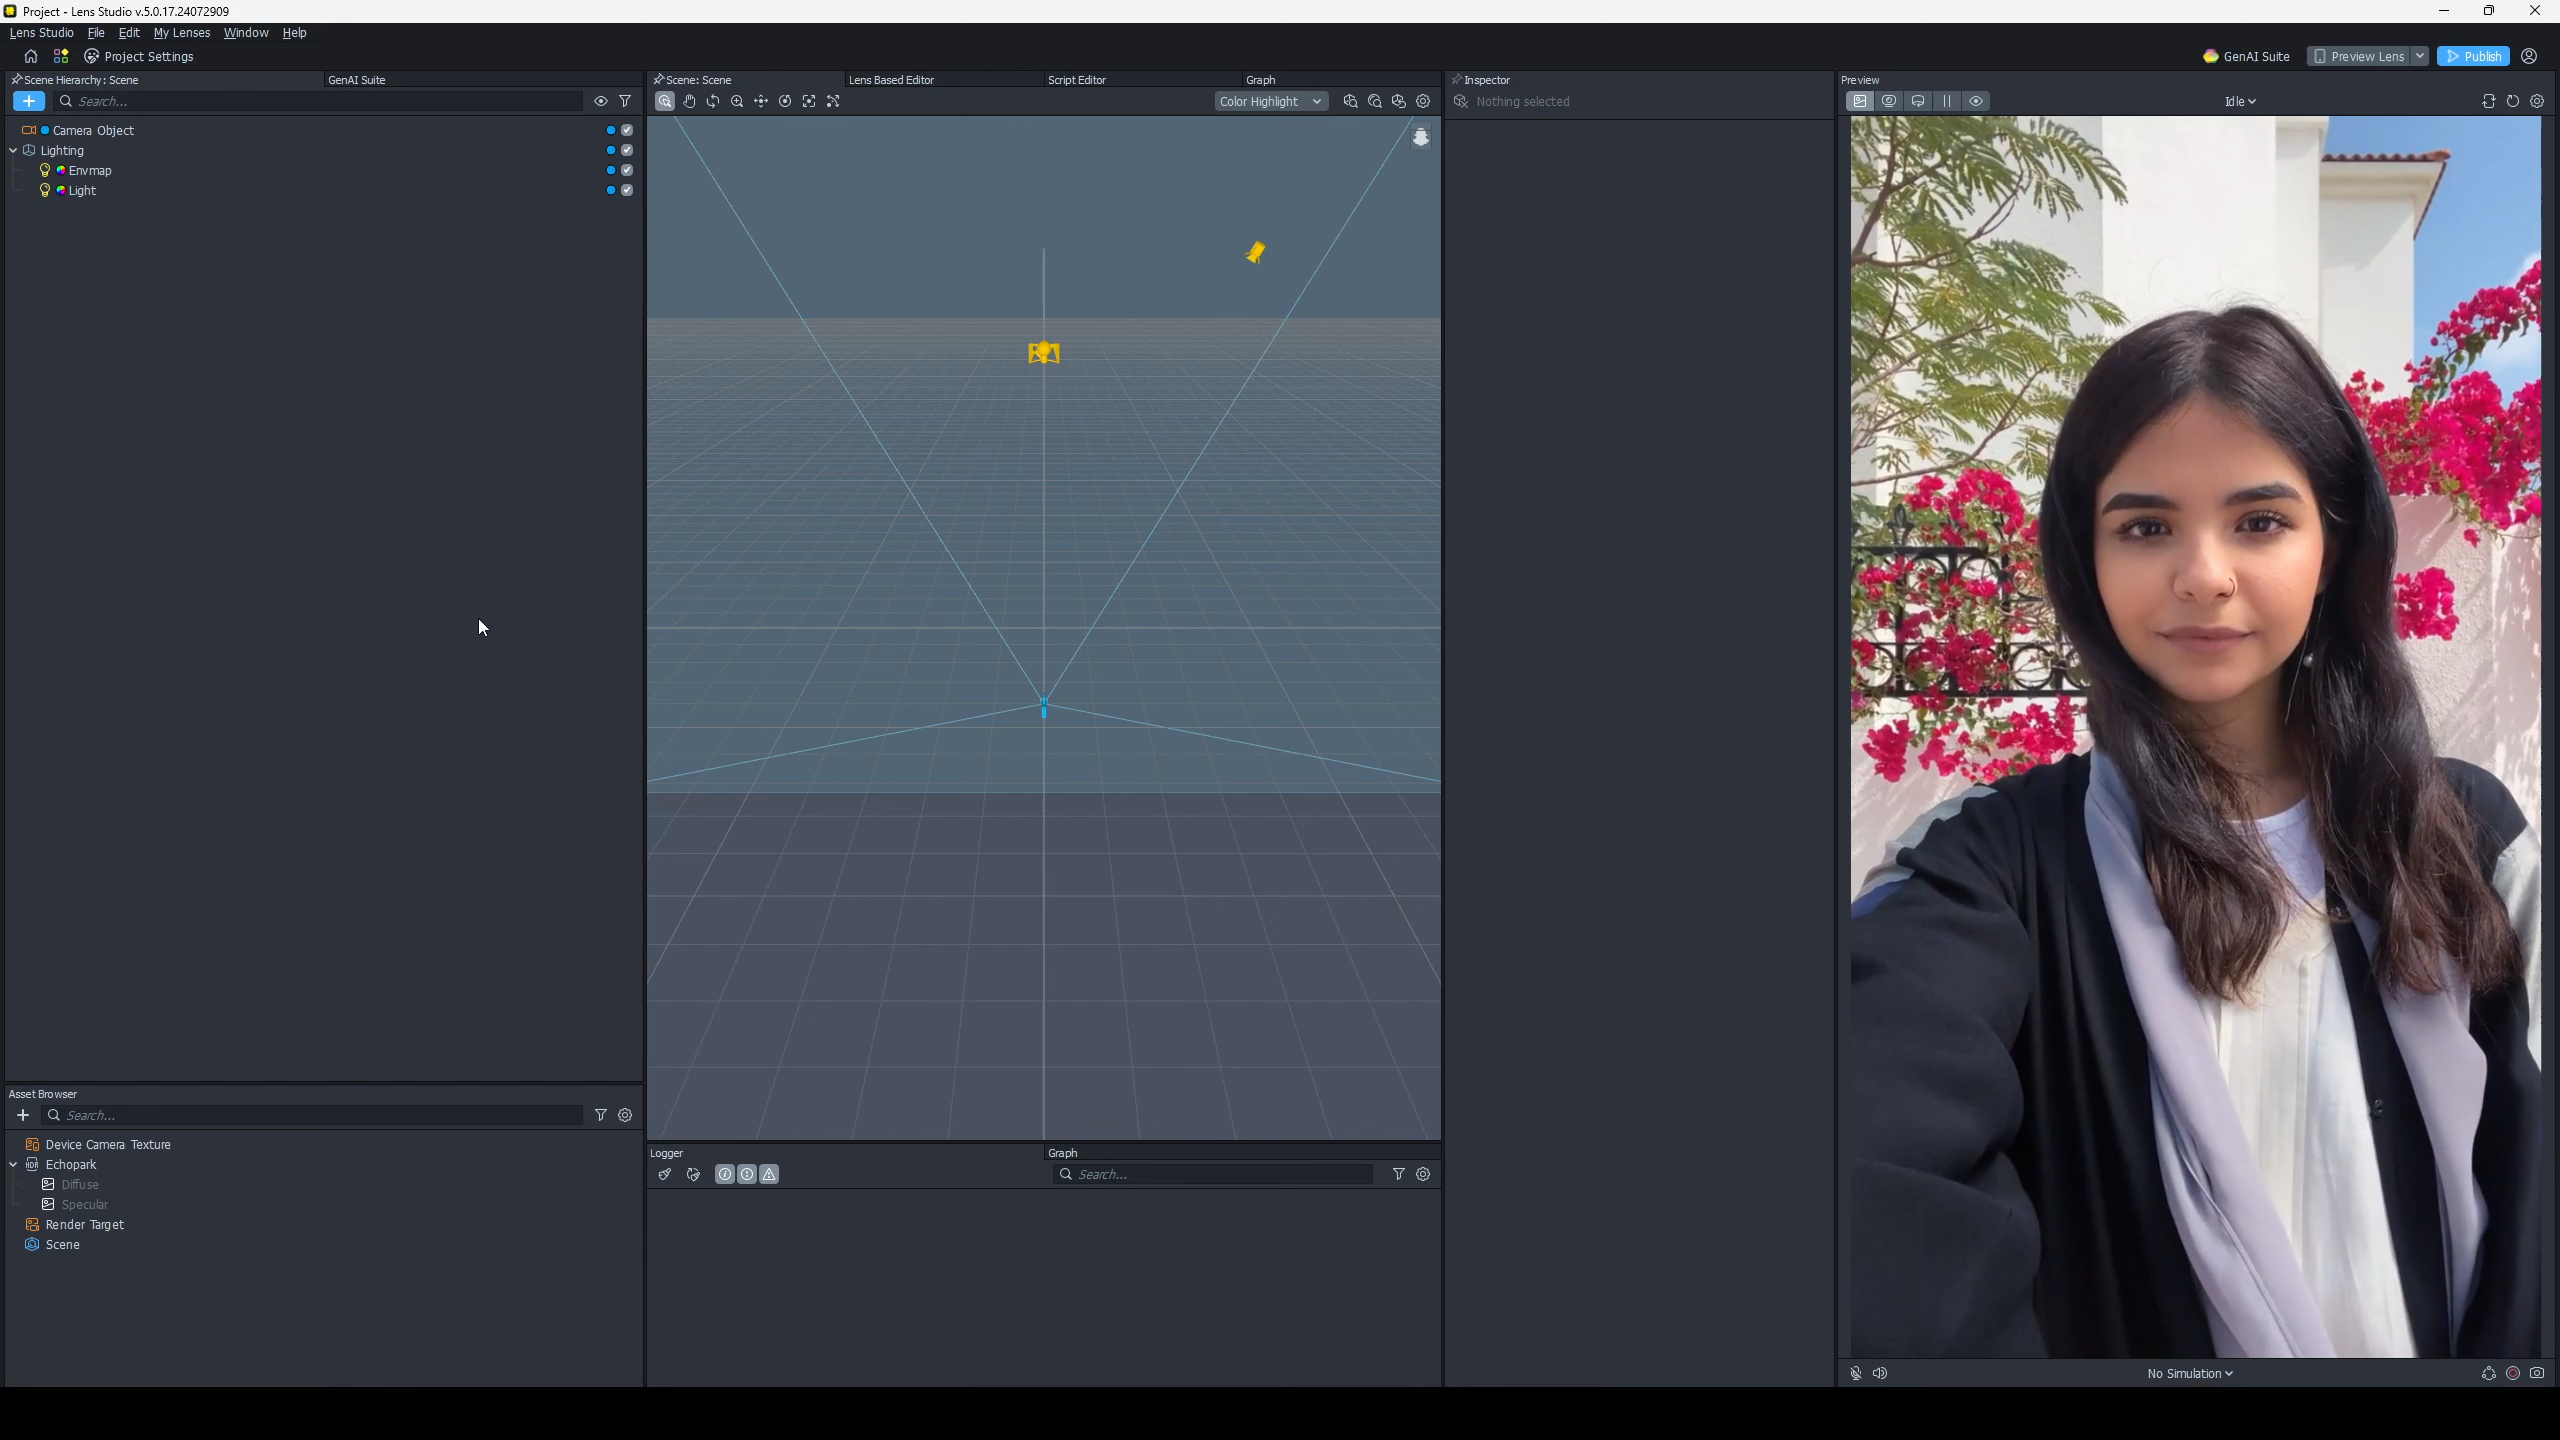 Project - Lens Studio v.5.0.17.24072909
Lens Studio File Edit My Lenses Window Help
Project Settings
GenAI Suite
Preview Lens
Publish
Scene Hierarchy: Scene
GenAI Suite
Search...
Camera Object
Lighting
Envmap
Light
Asset Browser
Search...
Device Camera Texture
HDR
Echopark
Diffuse
Specular
Render Target
Scene
Scene: Scene
Lens Based Editor
Script Editor
Graph
Color Highlight
Logger
Graph
Search...
Inspector
Nothing selected
Preview
Idle
No Simulation